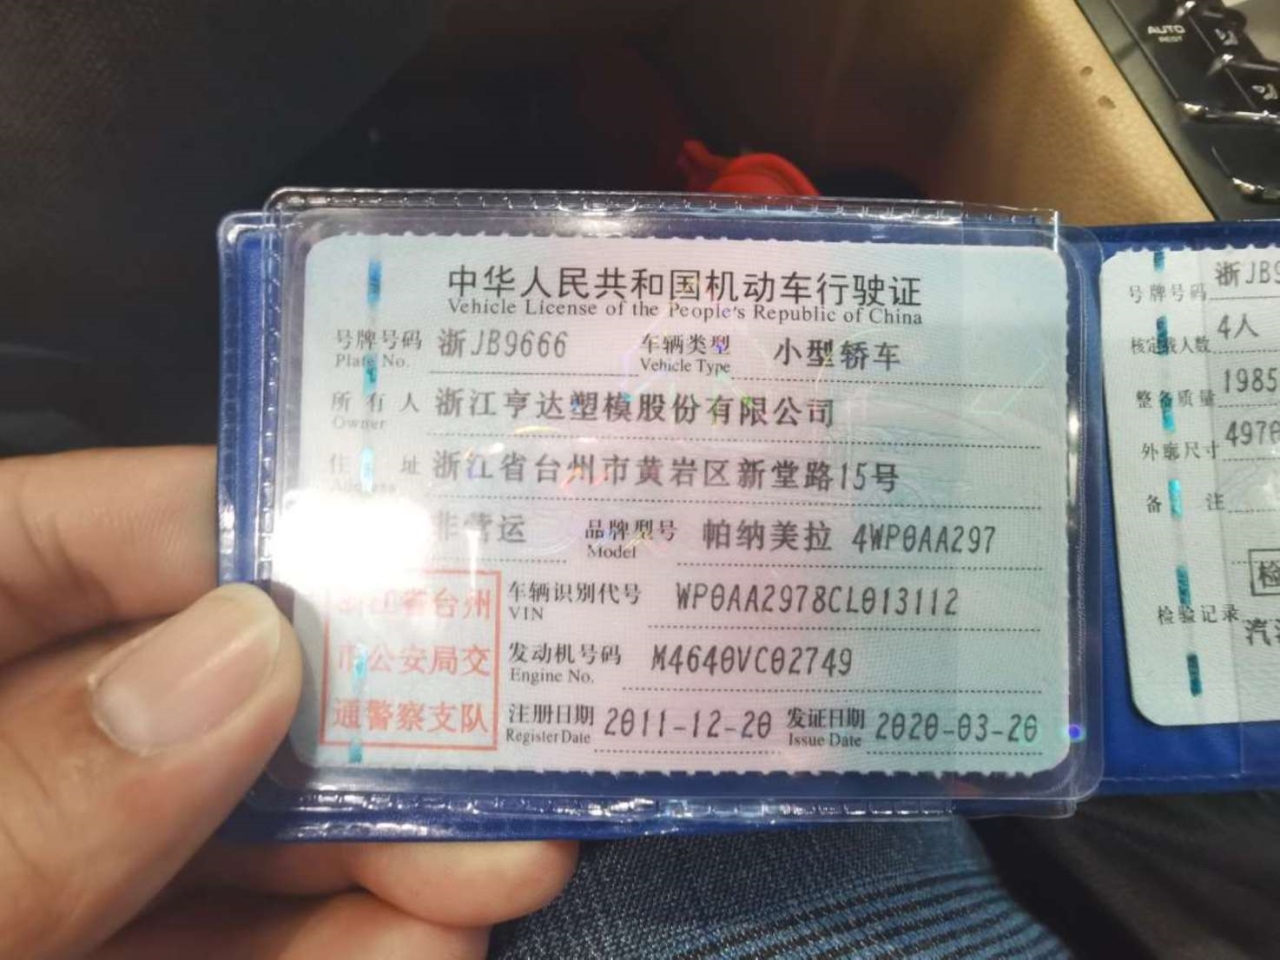 AUTO
REST
中华人民共和国机动车行驶证
Vehicle License of the People's Republic of China
号牌号码 浙JB9666 车辆类型 小型轿车
Plate No. Vehicle Type
所有人 浙江亨达塑模股份有限公司
Owner
住址 浙江省台州市黄岩区新堂路15号
Address
非营运 品牌型号 帕纳美拉 4WP0AA297
Model
车辆识别代号 WP0AA2978CL013112
VIN
发动机号码 M4640VC02749
Engine No.
注册日期 2011-12-20 发证日期 2020-03-20
Register Date Issue Date
省台州
市公安局交
通警察支队
号牌号码 浙JB9
核定载人数 4人
整备质量 1985
外廓尺寸 4970
备注
检验记录 检
汽